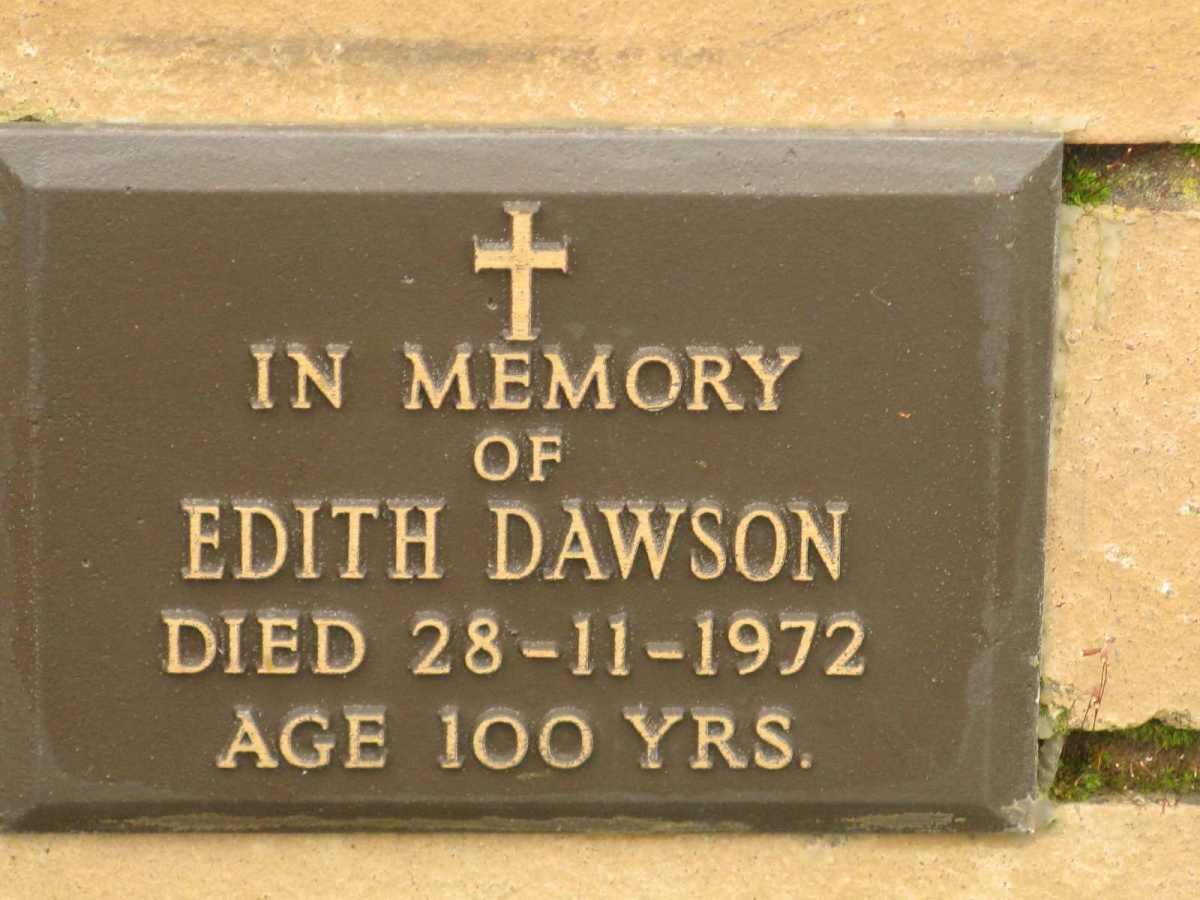 IN MEMORY
OF
EDITH DAWSON
DIED 28-11-1972
AGE 100 YRS.